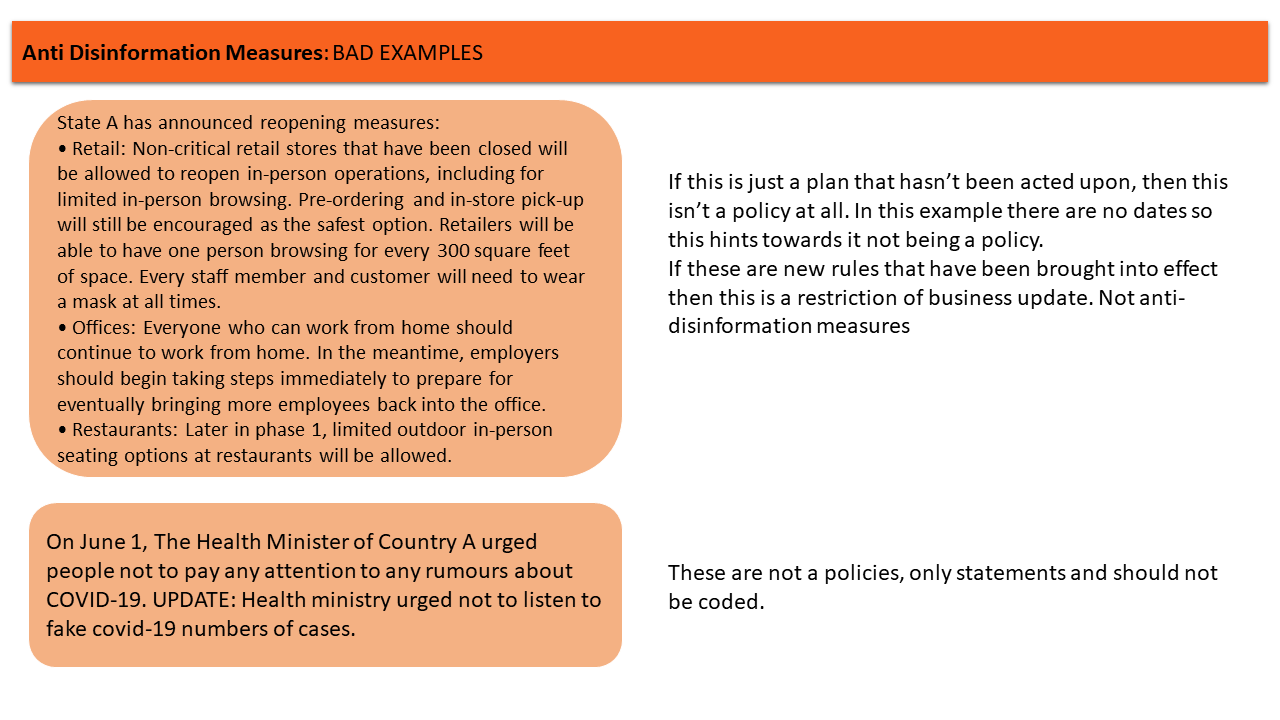 Anti Disinformation Measures: BAD EXAMPLES
State A has announced reopening measures:
• Retail: Non-critical retail stores that have been closed will
be allowed to reopen in-person operations, including for
limited in-person browsing. Pre-ordering and in-store pick-up
will still be encouraged as the safest option. Retailers will be
able to have one person browsing for every 300 square feet
of space. Every staff member and customer will need to wear
a mask at all times.
• Offices: Everyone who can work from home should
continue to work from home. In the meantime, employers
should begin taking steps immediately to prepare for
eventually bringing more employees back into the office.
• Restaurants: Later in phase 1, limited outdoor in-person
seating options at restaurants will be allowed.
If this is just a plan that hasn’t been acted upon, then this
isn’t a policy at all. In this example there are no dates so
this hints towards it not being a policy.
If these are new rules that have been brought into effect
then this is a restriction of business update. Not anti-
disinformation measures
On June 1, The Health Minister of Country A urged
people not to pay any attention to any rumours about
COVID-19. UPDATE: Health ministry urged not to listen to
fake covid-19 numbers of cases.
These are not a policies, only statements and should not
be coded.